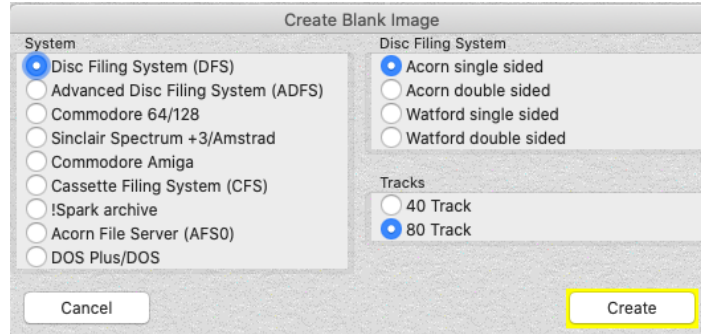 Create Blank Image
System
Disc Filing System (DFS)
Advanced Disc Filing System (ADFS)
Commodore 64/128
Sinclair Spectrum +3/Amstrad
Commodore Amiga
Cassette Filing System (CFS)
!Spark archive
Acorn File Server (AFS0)
DOS Plus/DOS
Disc Filing System
Acorn single sided
Acorn double sided
Watford single sided
Watford double sided
Tracks
40 Track
80 Track
Cancel
Create